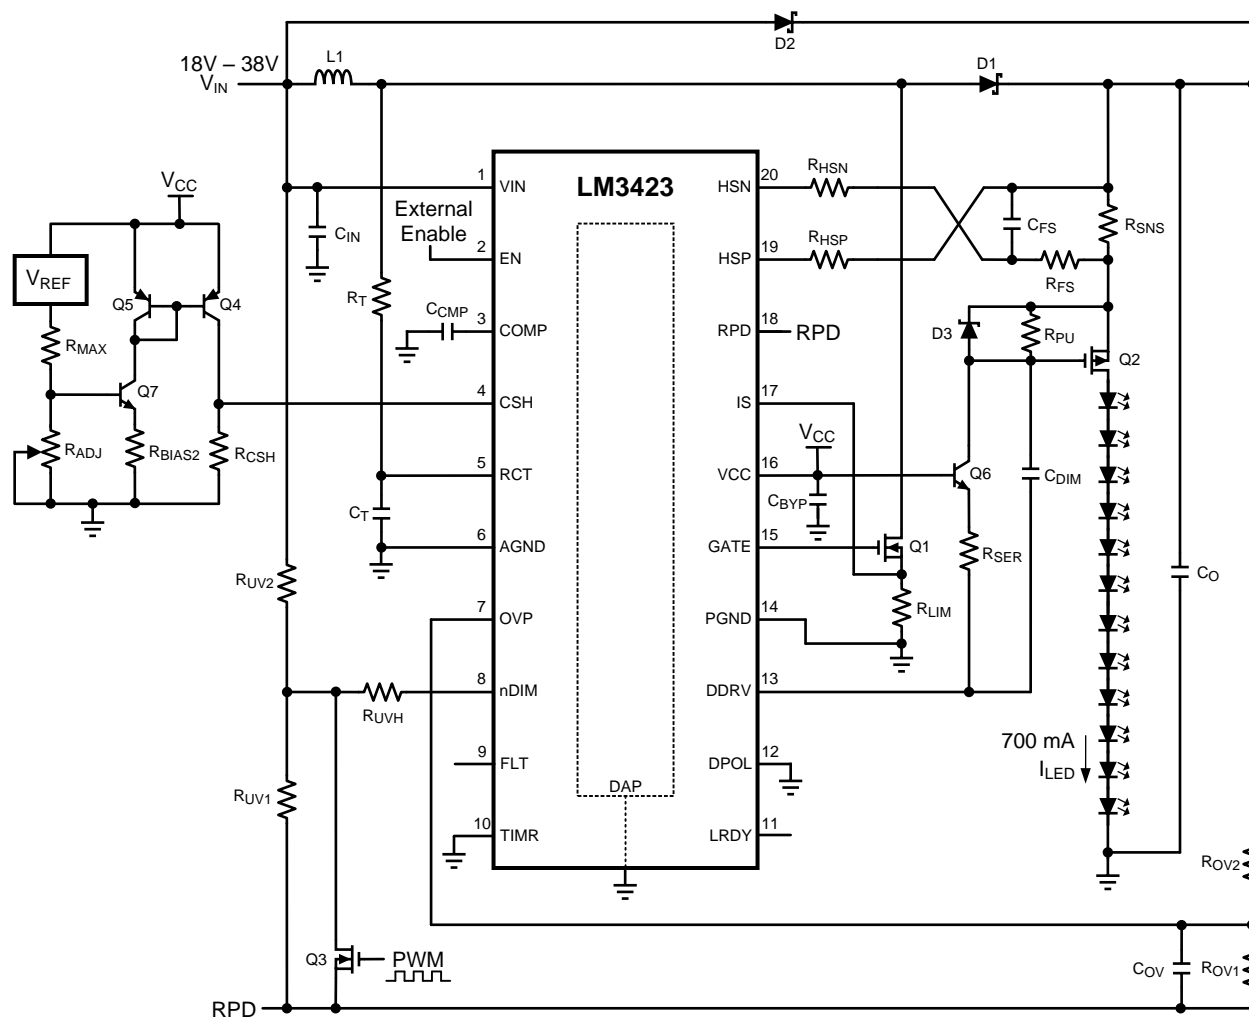 D2
18V – 38V
VIN
L1
D1
VCC
VREF
Q5
Q4
RMAX
Q7
RADJ
RBIAS2
RCSH
CIN
External
Enable
RT
CCMP
CT
RUV2
RUVH
RUV1
Q3
PWM
RPD
LM3423
1 VIN
2 EN
3 COMP
4 CSH
5 RCT
6 AGND
7 OVP
8 nDIM
9 FLT
10 TIMR
DAP
HSN 20
HSP 19
RPD 18
RPD
IS 17
VCC 16
GATE 15
PGND 14
DDRV 13
DPOL 12
LRDY 11
RHSN
RHSP
CFS
RFS
RSNS
D3
RPU
Q2
VCC
CBYP
Q6
CDIM
Q1
RSER
RLIM
CO
700 mA
ILED
ROV2
COV
ROV1